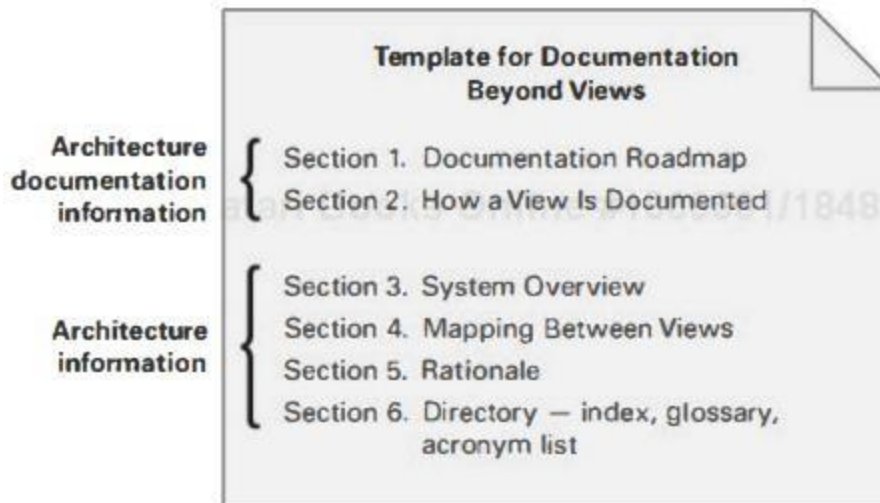 Template for Documentation
Beyond Views
Architecture
documentation
information
Section 1. Documentation Roadmap
Section 2. How a View Is Documented
Architecture
information
Section 3. System Overview
Section 4. Mapping Between Views
Section 5. Rationale
Section 6. Directory — index, glossary,
acronym list